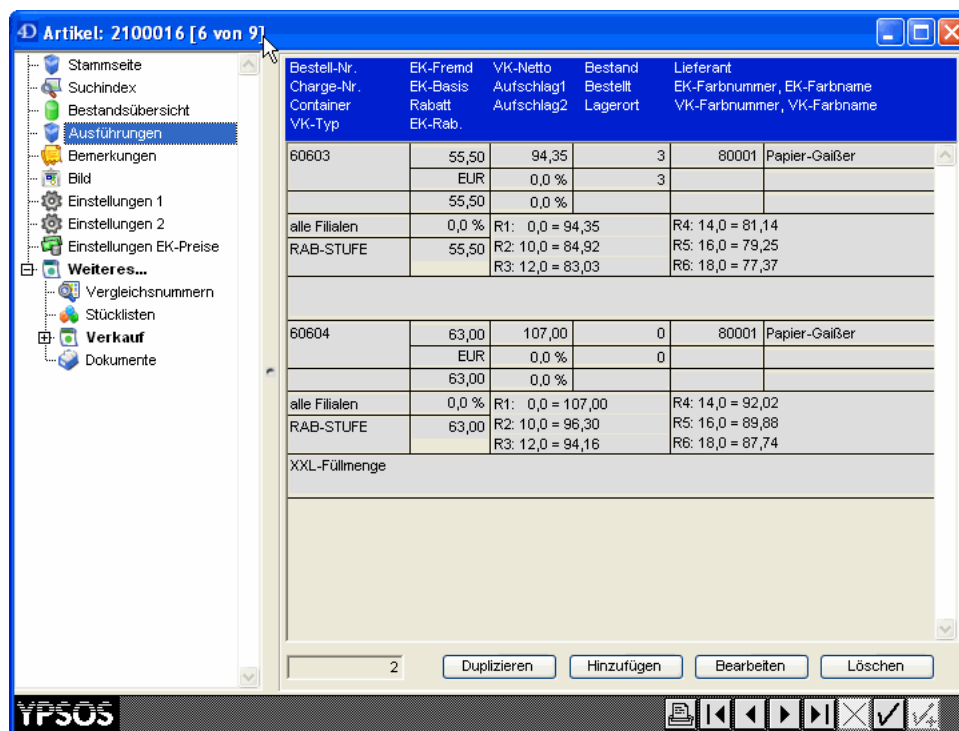 4D Artikel: 2100016 [6 von 9]
Stammseite
Suchindex
Bestandsübersicht
Ausführungen
Bemerkungen
Bild
Einstellungen 1
Einstellungen 2
Einstellungen EK-Preise
Weiteres...
Vergleichsnummern
Stücklisten
Verkauf
Dokumente
Bestell-Nr. EK-Fremd VK-Netto Bestand Lieferant
Charge-Nr. EK-Basis Aufschlag1 Bestellt EK-Farbnummer, EK-Farbname
Container Rabatt Aufschlag2 Lagerort VK-Farbnummer, VK-Farbname
VK-Typ EK-Rab.
60603 55,50 94,35 3 80001 Papier-Gaißer
EUR 0,0 % 3
55,50 0,0 %
alle Filialen 0,0 % R1: 0,0 = 94,35 R4: 14,0 = 81,14
RAB-STUFE 55,50 R2: 10,0 = 84,92 R5: 16,0 = 79,25
R3: 12,0 = 83,03 R6: 18,0 = 77,37
60604 63,00 107,00 0 80001 Papier-Gaißer
EUR 0,0 % 0
63,00 0,0 %
alle Filialen 0,0 % R1: 0,0 = 107,00 R4: 14,0 = 92,02
RAB-STUFE 63,00 R2: 10,0 = 96,30 R5: 16,0 = 89,88
R3: 12,0 = 94,16 R6: 18,0 = 87,74
XXL-Füllmenge
2 Duplizieren Hinzufügen Bearbeiten Löschen
YPSOS